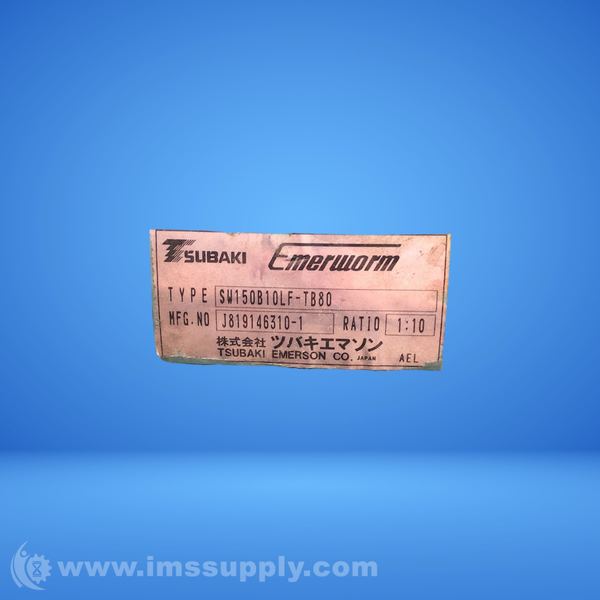 TSUBAKI Emerworm
TYPE SW150B10LF-TB80
MFG.NO J819146310-1 RATIO 1:10
株式会社 ツバキエマソン
TSUBAKI EMERSON CO. JAPAN AEL
www.imssupply.com